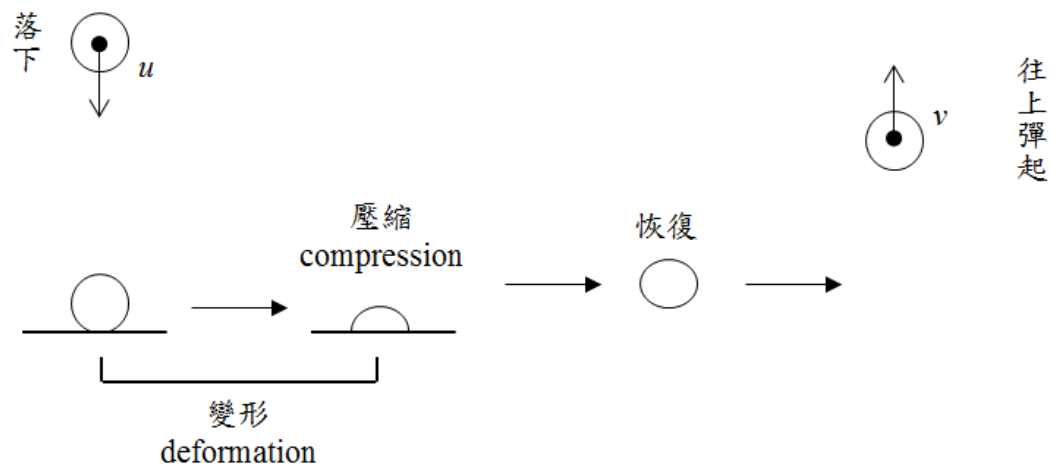 落下
u
壓縮
compression
變形
deformation
恢復
v
往上彈起